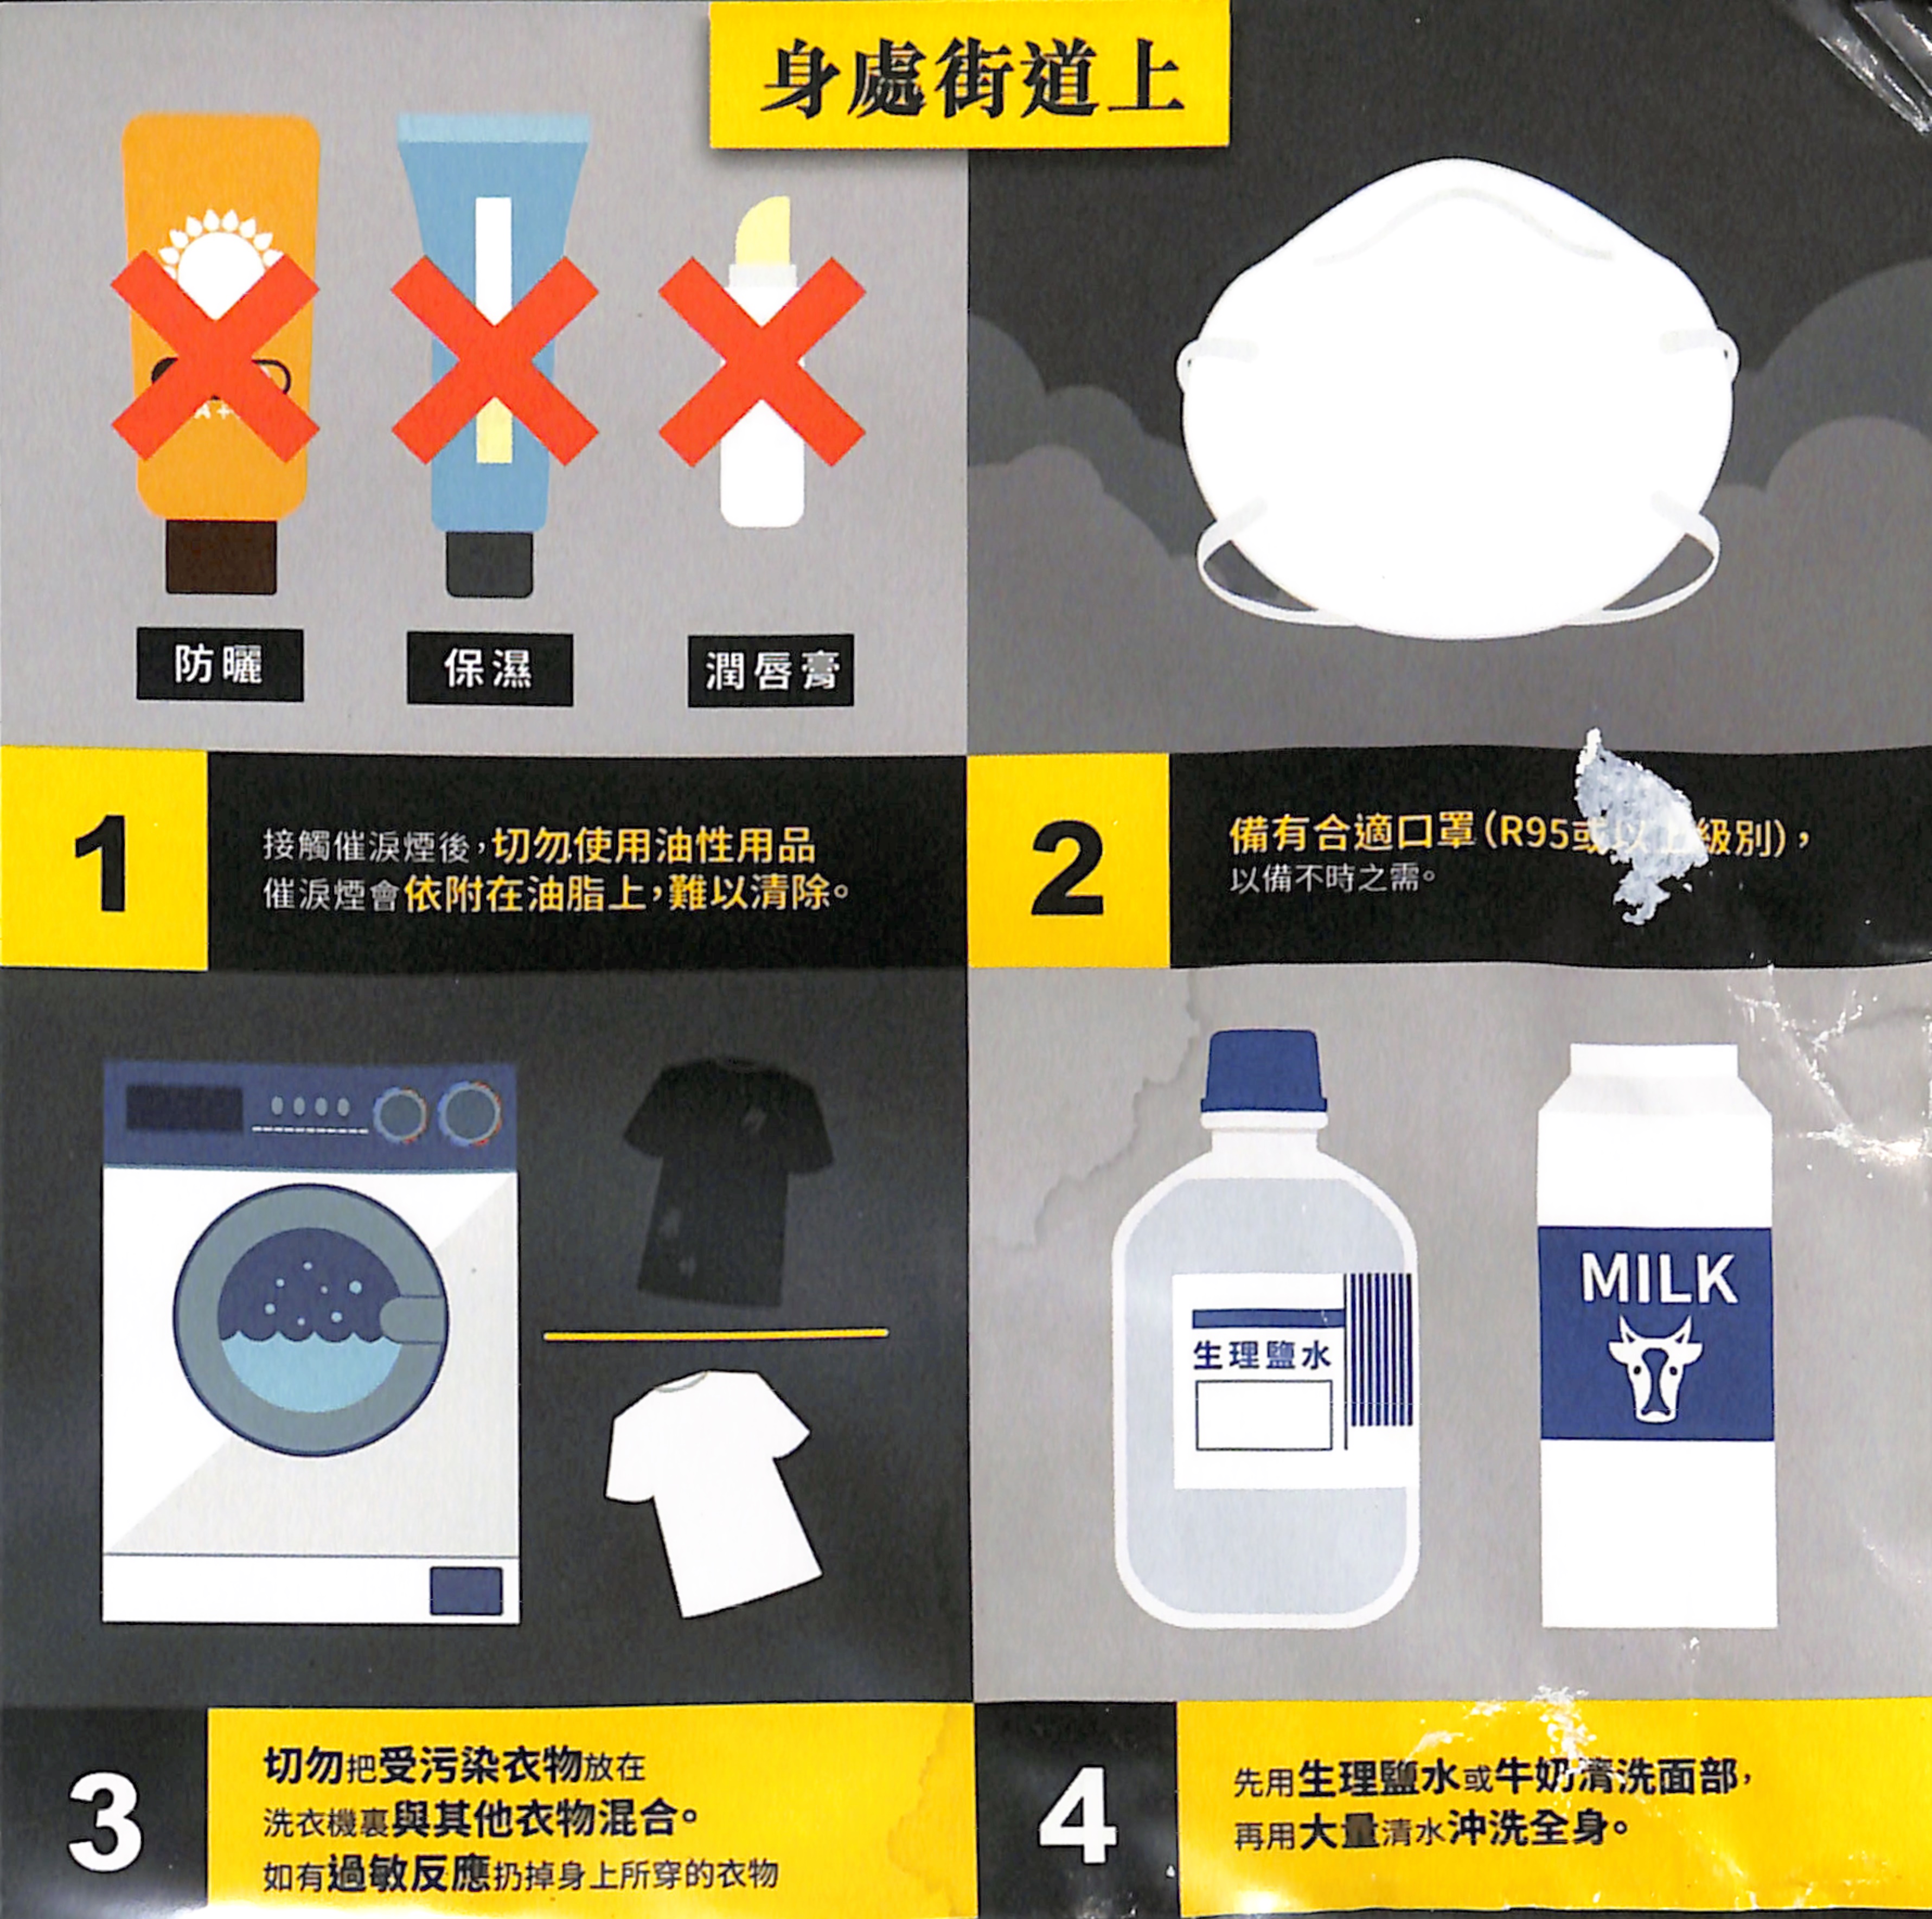 身處街道上
A+
防曬
保濕
潤唇膏
1
接觸催淚煙後，切勿使用油性用品
催淚煙會依附在油脂上，難以清除。
2
備有合適口罩（R95或以上級別），
以備不時之需。
生理鹽水
MILK
3
切勿把受污染衣物放在
洗衣機裏與其他衣物混合。
如有過敏反應扔掉身上所穿的衣物
4
先用生理鹽水或牛奶清洗面部，
再用大量清水沖洗全身。